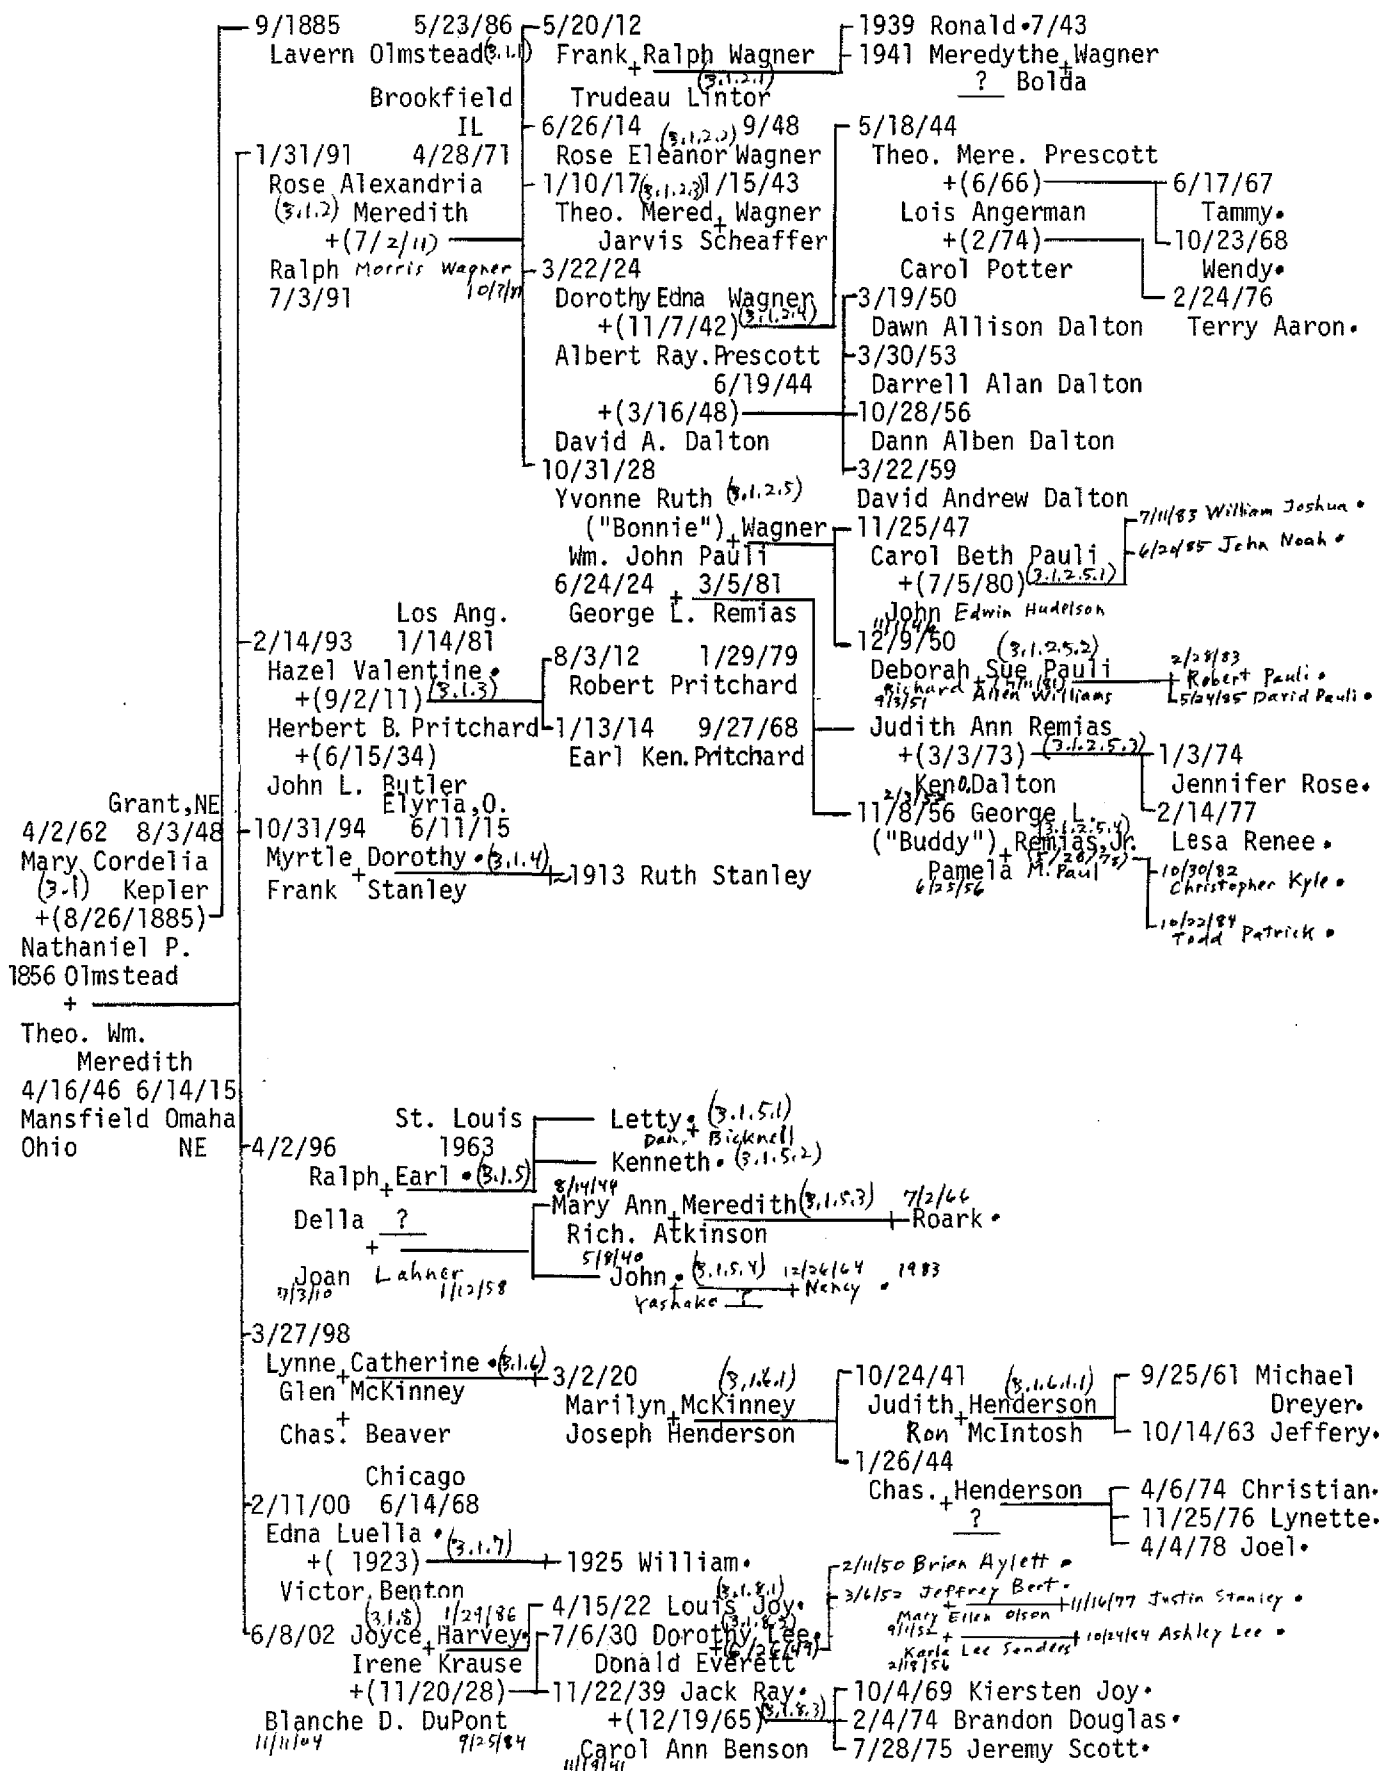 9/1885 5/23/86
Lavern Olmstead (3.1.1)
Brookfield
IL
1/31/91 4/28/71
Rose Alexandria
(3.1.2) Meredith
+(7/2/11)
Ralph Morris Wagner
7/3/91
5/20/12
Frank Ralph Wagner
+ (3.1.2.1)
Trudeau Lintor
1939 Ronald • 7/43
1941 Meredythe Wagner
+
? Bolda
6/26/14 (3.1.2.2) 9/48
Rose Eleanor Wagner
1/10/17 (3.1.2.3) 1/15/43
Theo. Mered. Wagner
+
Jarvis Scheaffer
3/22/24
Dorothy Edna Wagner
+(11/7/42) (3.1.2.4)
Albert Ray. Prescott
6/19/44
+(3/16/48)
David A. Dalton
5/18/44
Theo. Mere. Prescott
+(6/66)
Lois Angerman
+(2/74)
Carol Potter
6/17/67
Tammy •
10/23/68
Wendy •
2/24/76
Terry Aaron •
3/19/50
Dawn Allison Dalton
3/30/53
Darrell Alan Dalton
10/28/56
Dann Alben Dalton
3/22/59
David Andrew Dalton
10/31/28
Yvonne Ruth (3.1.2.5)
("Bonnie") + Wagner
Wm. John Pauli
6/24/24 + 3/5/81
George L. Remias
11/25/47
Carol Beth Pauli
+(7/5/80) (3.1.2.5.1)
John Edwin Hudelson
7/11/83 William Joshua •
6/20/85 John Noah •
12/9/50 (3.1.2.5.2)
Deborah Sue Pauli
+ (7/11/81)
Richard Allen Williams
9/3/51
2/28/83
Robert Pauli •
5/24/85 David Pauli •
Judith Ann Remias
+(3/3/73) (3.1.2.5.3)
Ken Dalton
1/3/74
Jennifer Rose •
2/14/77
Lesa Renee •
11/8/56 George L.
("Buddy") Remias, Jr. (3.1.2.5.4)
+ (5/28/78)
Pamela M. Paul
6/25/56
10/30/82
Christopher Kyle •
10/22/84
Todd Patrick •
Los Ang.
2/14/93 1/14/81
Hazel Valentine •
+(9/2/11) (3.1.3)
Herbert B. Pritchard
+(6/15/34)
John L. Butler
8/3/12 1/29/79
Robert Pritchard
1/13/14 9/27/68
Earl Ken. Pritchard
Elyria, O.
10/31/94 6/11/15
Myrtle Dorothy • (3.1.4)
+
Frank Stanley
~1913 Ruth Stanley
Grant, NE
4/2/62 8/3/48
Mary Cordelia
(3.1) Kepler
+(8/26/1885)
Nathaniel P.
1856 Olmstead
+
Theo. Wm.
Meredith
4/16/46 6/14/15
Mansfield Omaha
Ohio NE
St. Louis
4/2/96 1963
Ralph Earl • (3.1.5)
+
Della ?
+
Joan Lahner
7/3/10 1/12/58
Letty • (3.1.5.1)
Dan. + Bicknell
Kenneth • (3.1.5.2)
8/14/44
Mary Ann Meredith (3.1.5.3)
+
Rich. Atkinson
7/2/66
Roark •
5/8/40
John • (3.1.5.4)
+
Yashake ?
12/26/64
Nancy • 1983
3/27/98
Lynne Catherine • (3.1.6)
+
Glen McKinney
+
Chas. Beaver
3/2/20 (3.1.6.1)
Marilyn McKinney
+
Joseph Henderson
10/24/41 (3.1.6.1.1)
Judith Henderson
+
Ron McIntosh
9/25/61 Michael
Dreyer •
10/14/63 Jeffery •
1/26/44
Chas. Henderson
+
?
4/6/74 Christian •
11/25/76 Lynette •
4/4/78 Joel •
Chicago
2/11/00 6/14/68
Edna Luella •
+( 1923) (3.1.7)
Victor Benton
1925 William •
(3.1.8) 1/29/86
6/8/02 Joyce Harvey •
+
Irene Krause
+(11/20/28)
Blanche D. DuPont
11/11/04 9/25/84
(3.1.8.1)
4/15/22 Louis Joy •
(3.1.8.2)
7/6/30 Dorothy Lee •
+(6/26/49)
Donald Everett
2/11/50 Brian Aylett •
3/6/52 Jeffrey Bert •
+
Mary Ellen Olson
9/1/52
11/16/77 Justin Stanley •
+
Karla Lee Sanders
2/18/56
10/24/84 Ashley Lee •
11/22/39 Jack Ray •
+(12/19/65) (3.1.8.3)
Carol Ann Benson
11/19/41
10/4/69 Kiersten Joy •
2/4/74 Brandon Douglas •
7/28/75 Jeremy Scott •